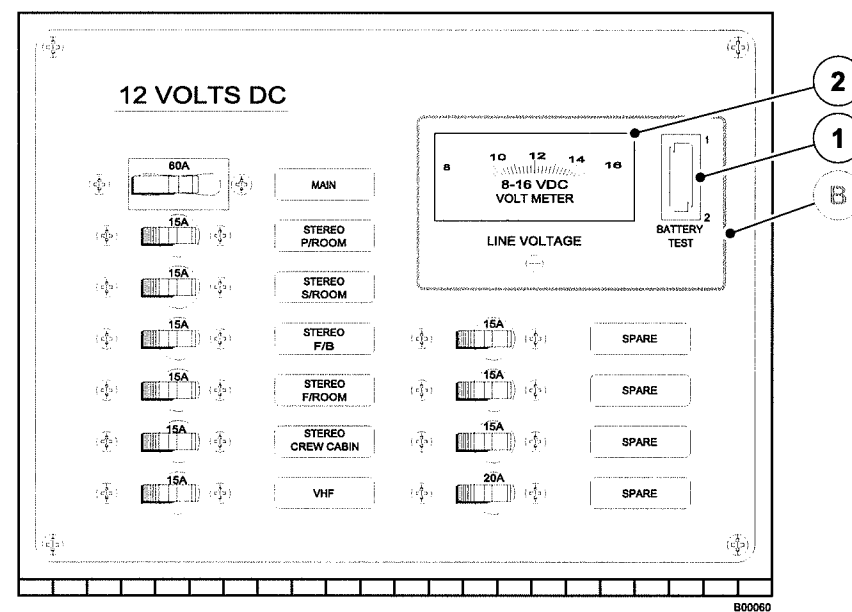 12 VOLTS DC
2
1
B
8 10 12 14 16
8-16 VDC
VOLT METER
LINE VOLTAGE
1
2
BATTERY
TEST
60A
MAIN
15A
STEREO
P/ROOM
15A
STEREO
S/ROOM
15A
STEREO
F/B
15A
SPARE
15A
STEREO
F/ROOM
15A
SPARE
15A
STEREO
CREW CABIN
15A
SPARE
15A
VHF
20A
SPARE
B00060